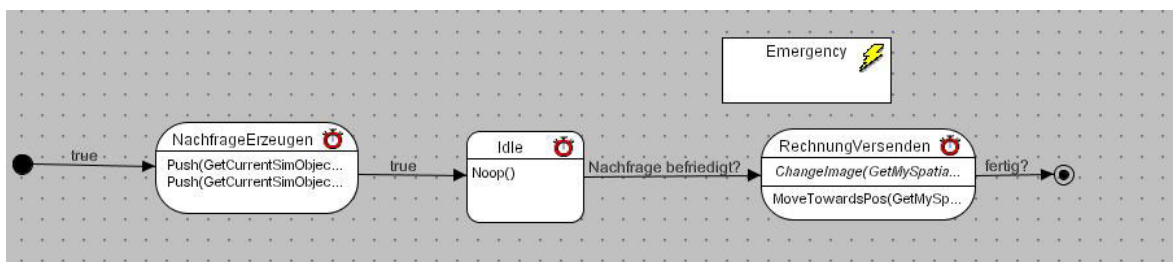 Emergency
true
NachfrageErzeugen
Push(GetCurrentSimObjec...
Push(GetCurrentSimObjec...
true
Idle
Noop()
Nachfrage befriedigt?
RechnungVersenden
ChangeImage(GetMySpatia...
MoveTowardsPos(GetMySp...
fertig?